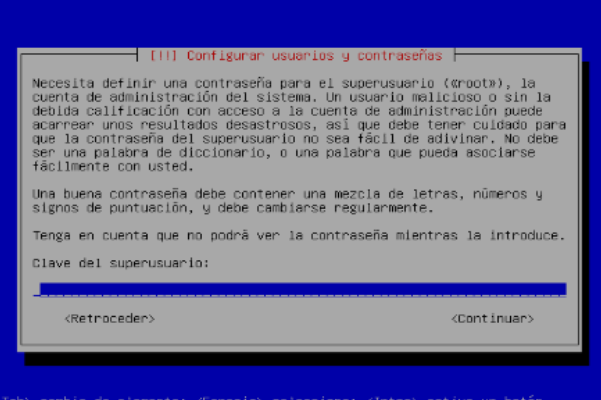 [!!] Configurar usuarios y contraseñas
Necesita definir una contraseña para el superusuario («root»), la
cuenta de administración del sistema. Un usuario malicioso o sin la
debida calificación con acceso a la cuenta de administración puede
acarrear unos resultados desastrosos, así que debe tener cuidado para
que la contraseña del superusuario no sea fácil de adivinar. No debe
ser una palabra de diccionario, o una palabra que pueda asociarse
fácilmente con usted.
Una buena contraseña debe contener una mezcla de letras, números y
signos de puntuación, y debe cambiarse regularmente.
Tenga en cuenta que no podrá ver la contraseña mientras la introduce.
Clave del superusuario:
<Retroceder> <Continuar>